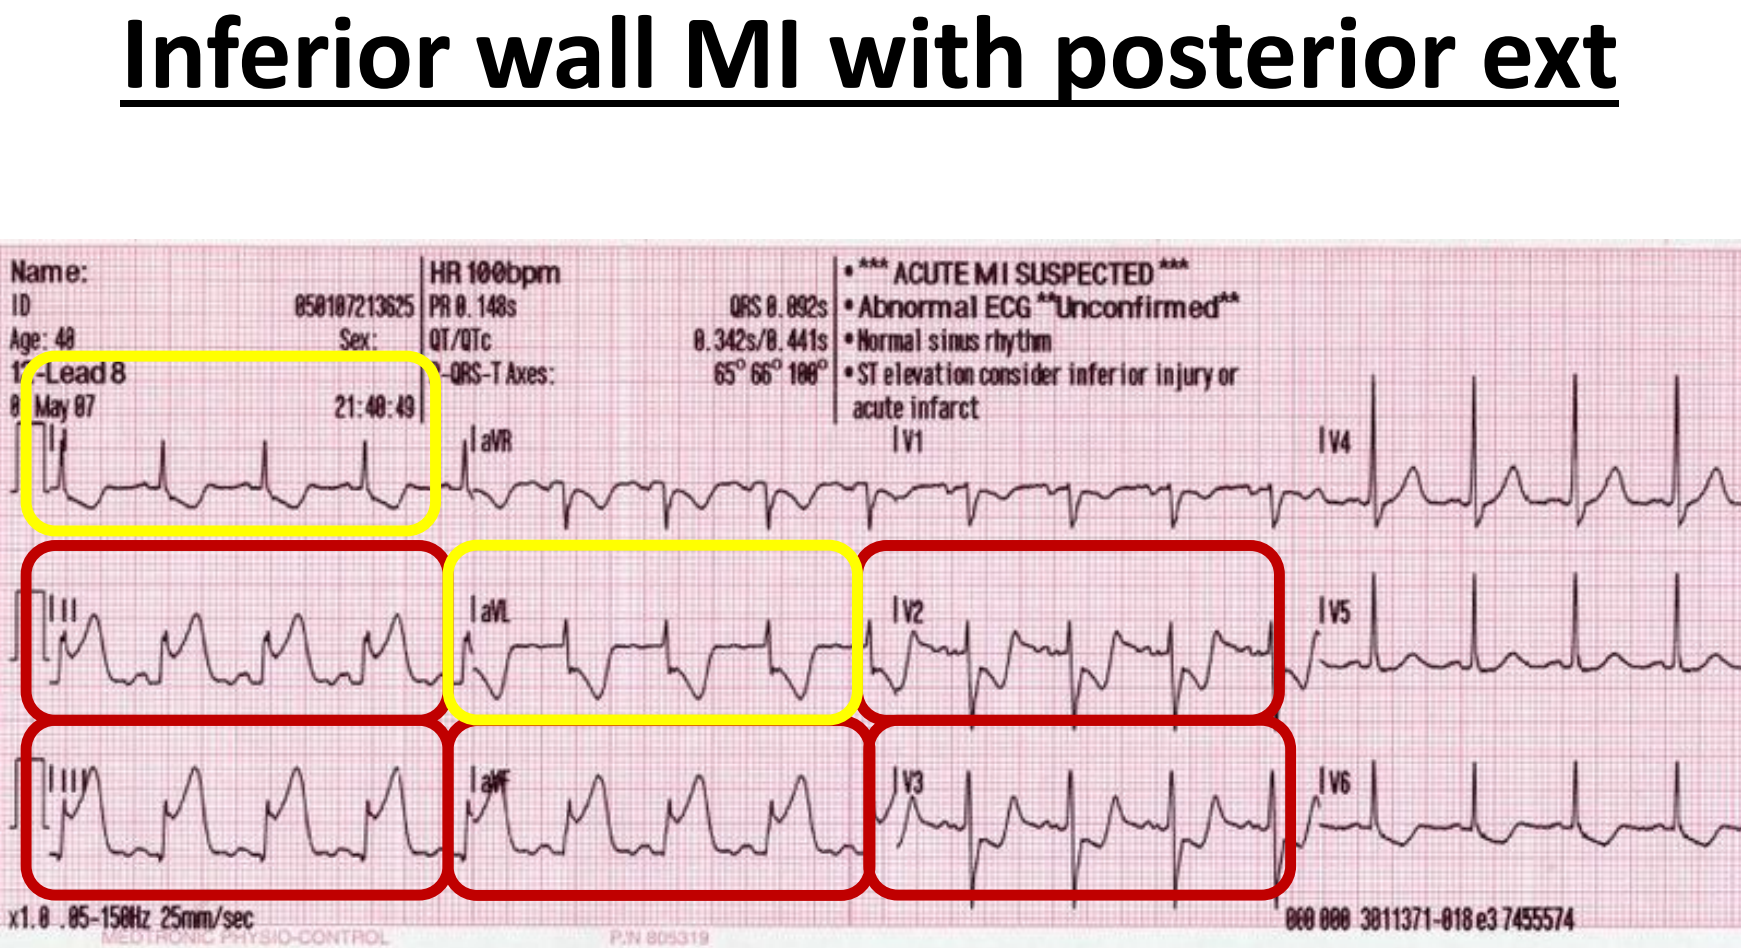 Inferior wall MI with posterior ext
Name:
ID 050107213625
Age: 40 Sex:
12-Lead 8
May 07 21:40:49
HR 100bpm
PR 0.148s QRS 0.092s
QT/QTc 0.342s/0.441s
-QRS-T Axes: 65° 66° 100°
• *** ACUTE MI SUSPECTED ***
• Abnormal ECG **Unconfirmed**
• Normal sinus rhythm
• ST elevation consider inferior injury or
acute infarct
I aVR V1 V4
II aVL V2 V5
III aVF V3 V6
x1.0 .05-150Hz 25mm/sec
000 000 3011371-018 e3 7455574
MEDTRONIC PHYSIO-CONTROL P/N 805319